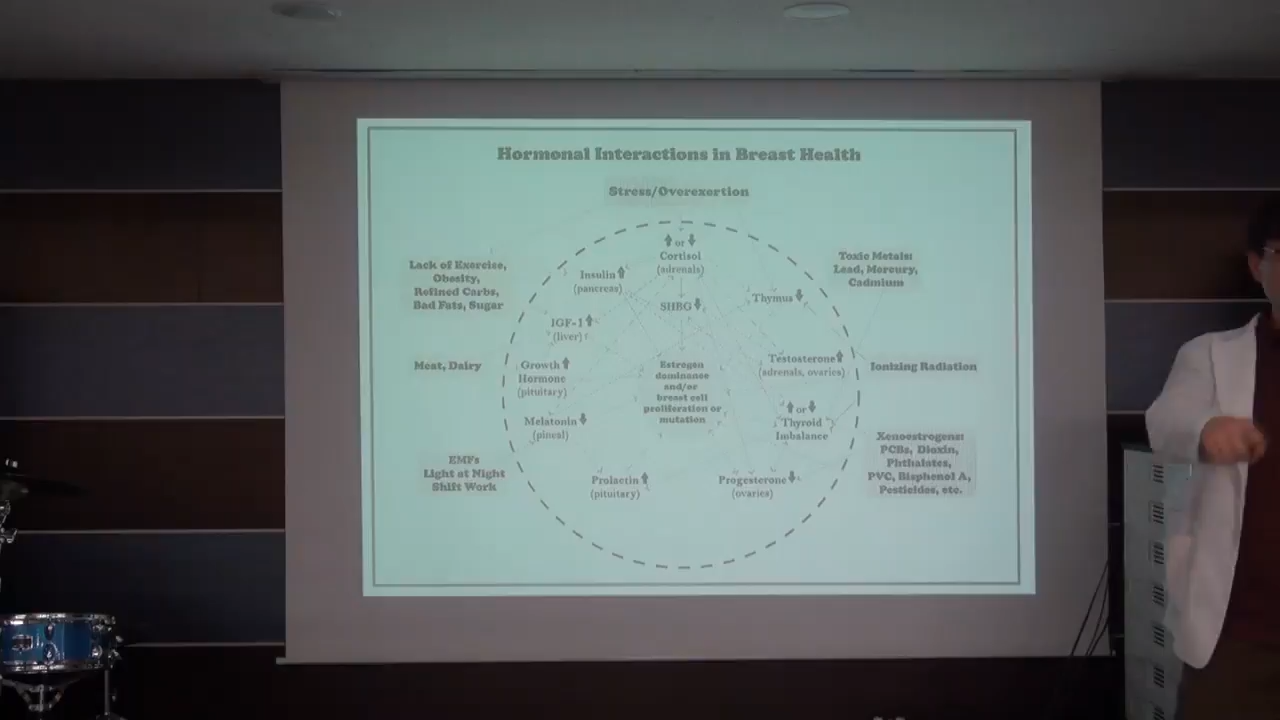 Hormonal Interactions in Breast Health
Stress/Overexertion
⬆ or ⬇
Cortisol
(adrenals)
Insulin ⬆
(pancreas)
SHBG ⬇
Thymus ⬇
IGF-1 ⬆
(liver)
Growth ⬆
Hormone
(pituitary)
Melatonin ⬇
(pineal)
Prolactin ⬆
(pituitary)
Estrogen
dominance
and/or
breast cell
proliferation or
mutation
Testosterone ⬆
(adrenals, ovaries)
⬆ or ⬇
Thyroid
Imbalance
Progesterone ⬇
(ovaries)
Lack of Exercise,
Obesity,
Refined Carbs,
Bad Fats, Sugar
Meat, Dairy
EMFs
Light at Night
Shift Work
Toxic Metals:
Lead, Mercury,
Cadmium
Ionizing Radiation
Xenoestrogens:
PCBs, Dioxin,
Phthalates,
PVC, Bisphenol A,
Pesticides, etc.